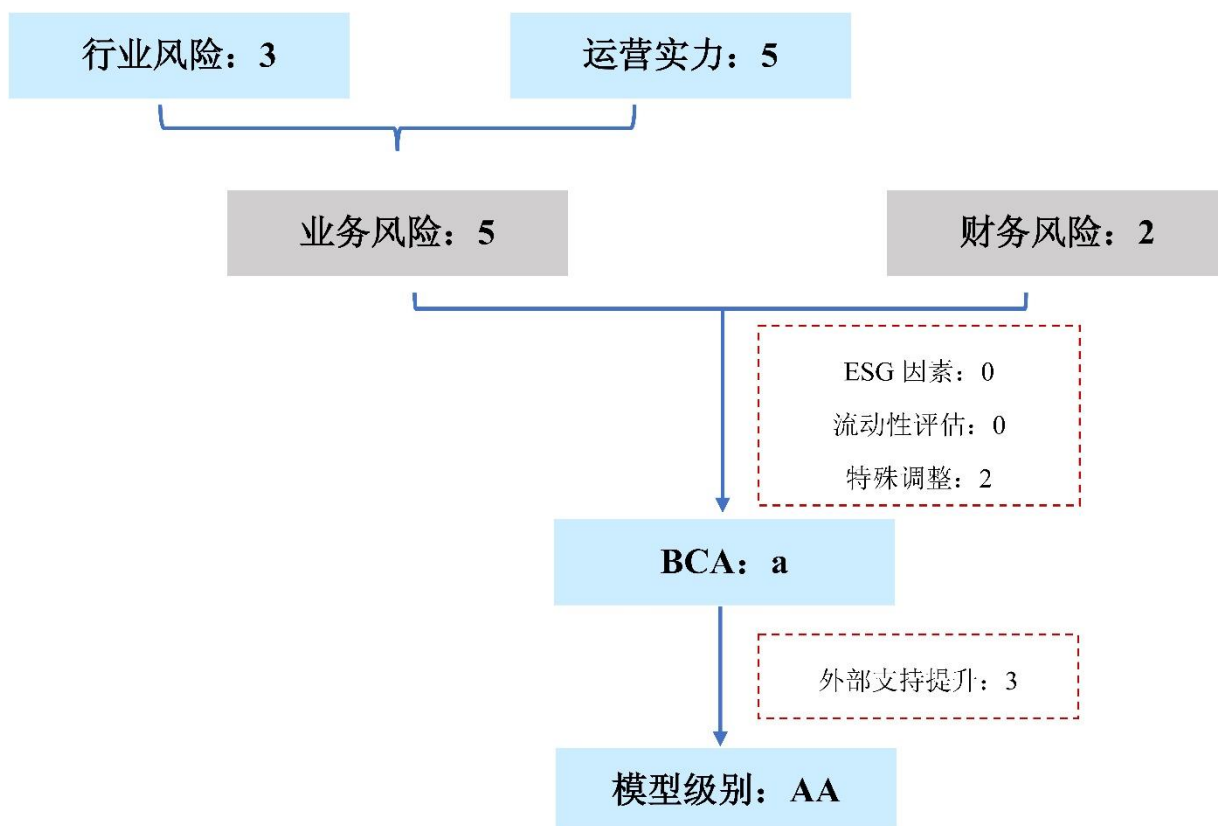 行业风险：3
运营实力：5
业务风险：5
财务风险：2
ESG 因素：0
流动性评估：0
特殊调整：2
BCA：a
外部支持提升：3
模型级别：AA